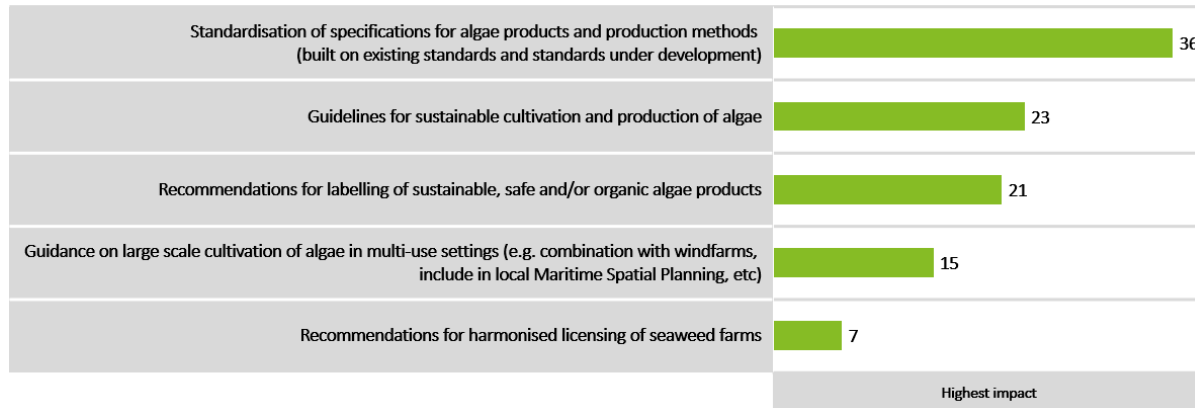 Standardisation of specifications for algae products and production methods
(built on existing standards and standards under development)
36
Guidelines for sustainable cultivation and production of algae
23
Recommendations for labelling of sustainable, safe and/or organic algae products
21
Guidance on large scale cultivation of algae in multi-use settings (e.g. combination with windfarms,
include in local Maritime Spatial Planning, etc)
15
Recommendations for harmonised licensing of seaweed farms
7
Highest impact